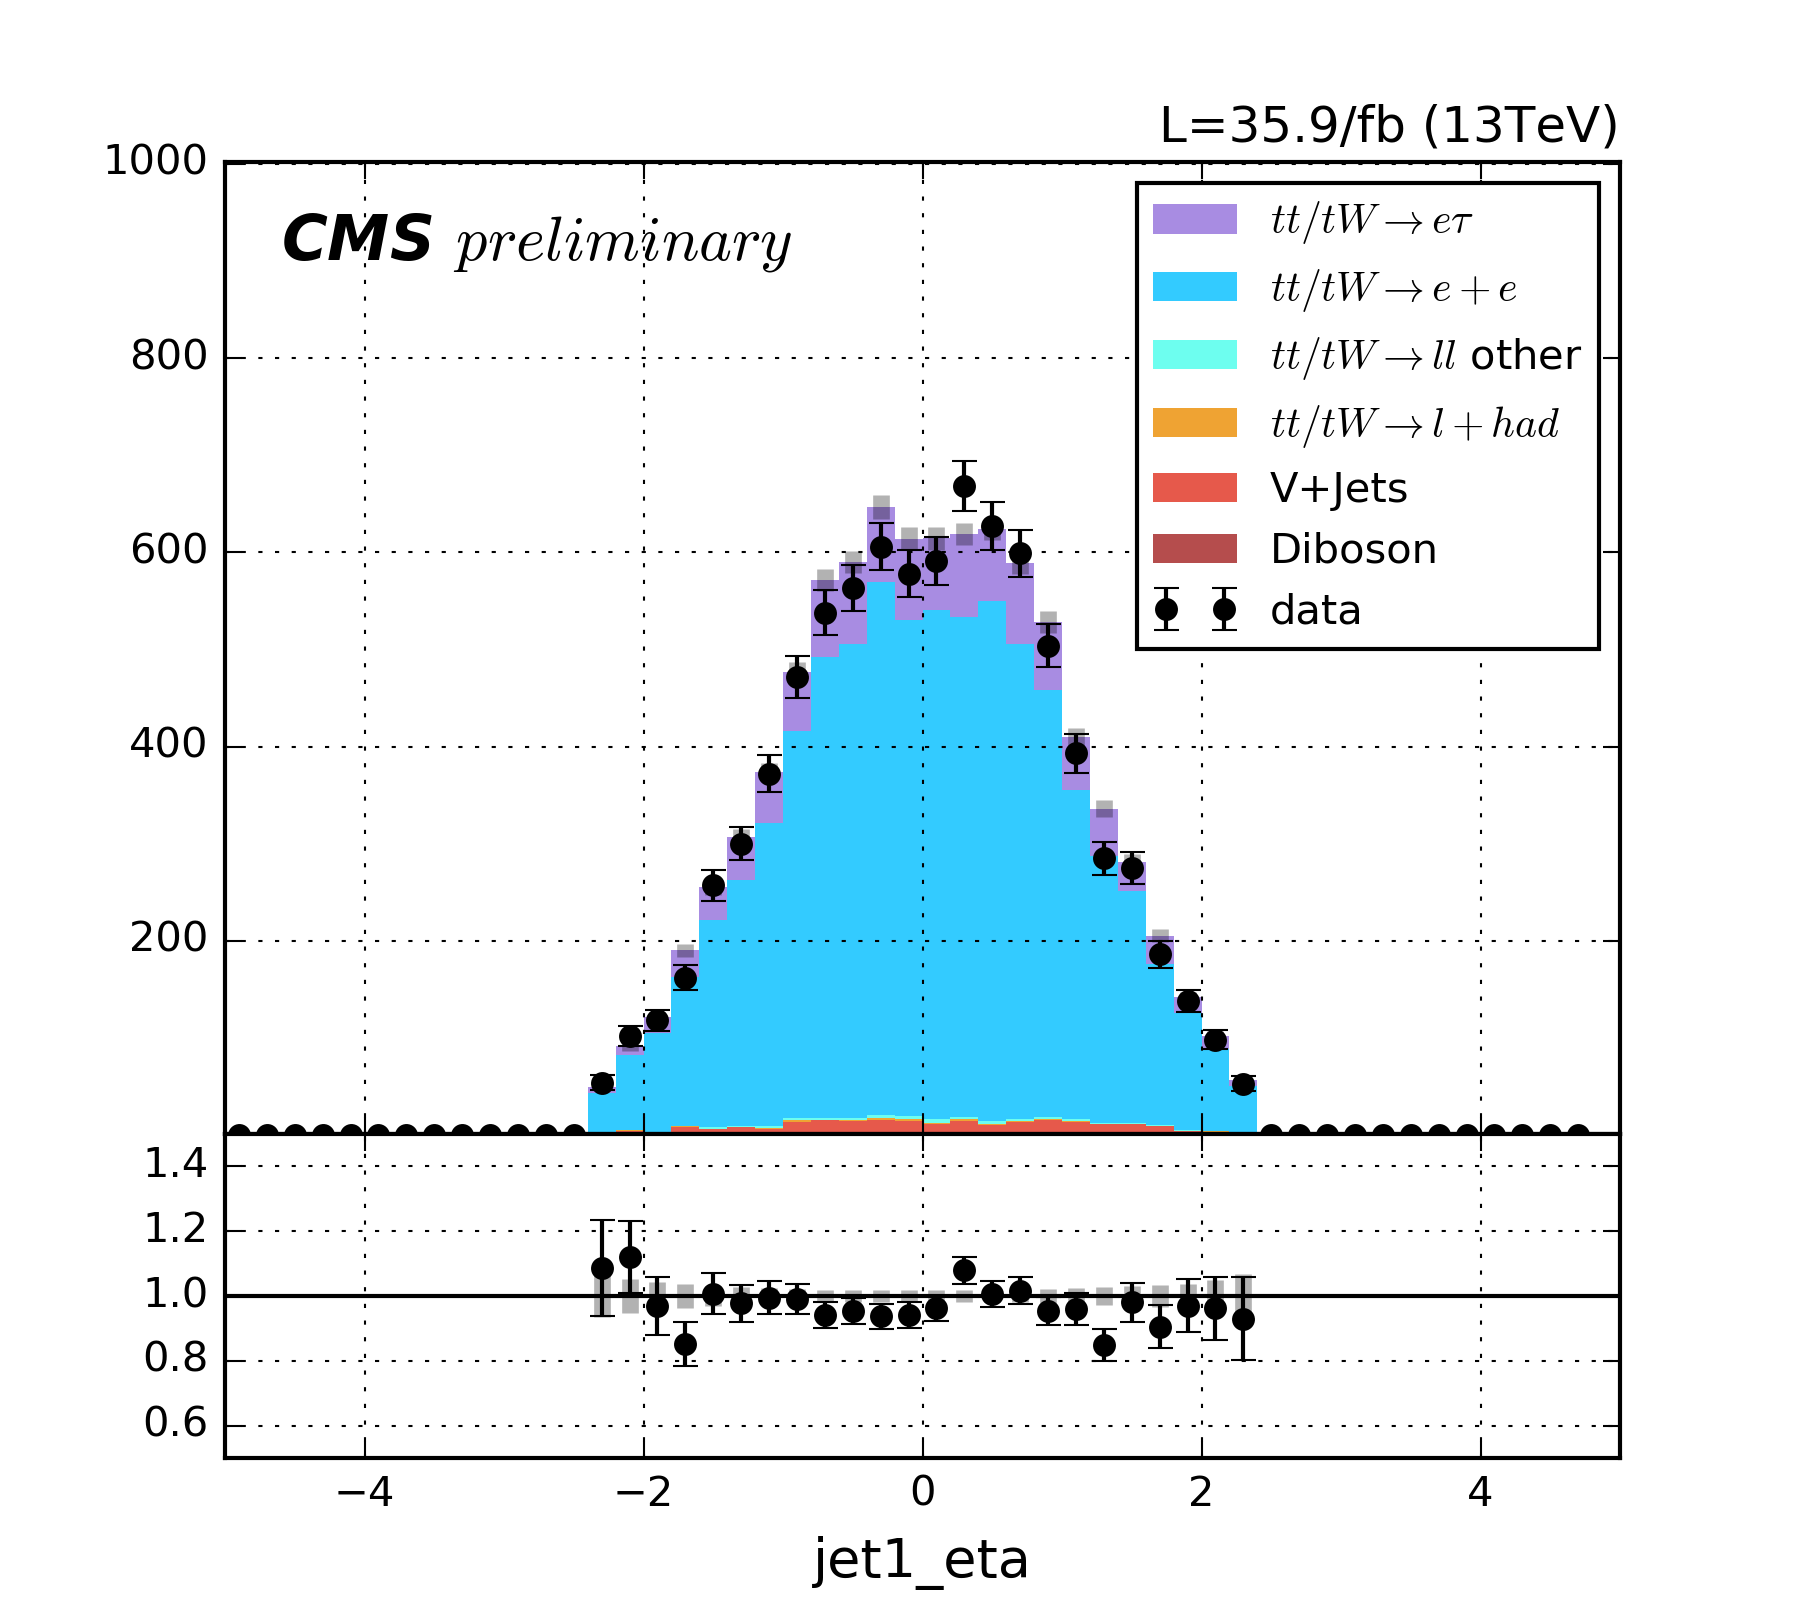 L=35.9/fb (13TeV)
CMS preliminary
1000
800
600
400
200
tt/tW→eτ
tt/tW→e+e
tt/tW→ll other
tt/tW→l+had
V+Jets
Diboson
data
1.4
1.2
1.0
0.8
0.6
−4 −2 0 2 4
jet1_eta